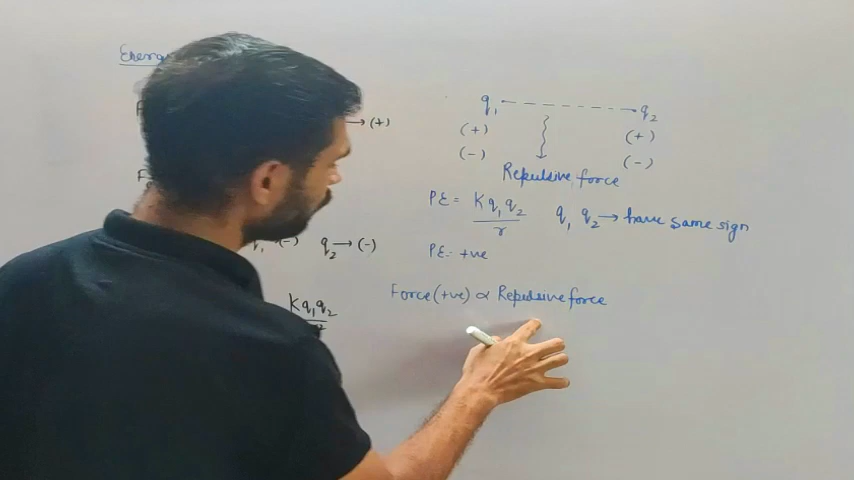 q₁ → q₂
→ (+) (+) (+)
(-) (-)
Repulsive force
PE = Kq₁q₂/r q₁ q₂ → have same sign
(-) q₂ → (-) PE = +ve
Kq₁q₂ Force (+ve) ∝ Repulsive force